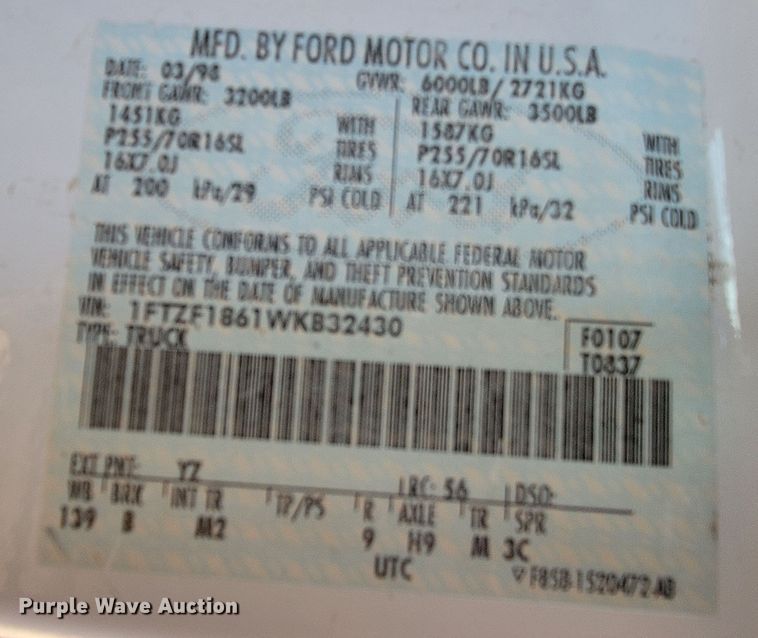 MFD. BY FORD MOTOR CO. IN U.S.A.
DATE: 03/98 GVWR: 6000LB/2721KG
FRONT GAWR: 3200LB REAR GAWR: 3500LB
1451KG WITH 1587KG WITH
P255/70R16SL TIRES P255/70R16SL TIRES
16X7.0J RIMS 16X7.0J RIMS
AT 200 kPa/29 PSI COLD AT 221 kPa/32 PSI COLD
THIS VEHICLE CONFORMS TO ALL APPLICABLE FEDERAL MOTOR
VEHICLE SAFETY, BUMPER, AND THEFT PREVENTION STANDARDS
IN EFFECT ON THE DATE OF MANUFACTURE SHOWN ABOVE.
VIN: 1FTZF1861WKB32430 F0107
TYPE: TRUCK T0837
EXT PNT: YZ RC: 56 DSO:
WB BRK INT TR TP/PS R AXLE TR SPR
139 B M2 9 H9 M 3C
UTC F85B-1520472-AB
Purple Wave Auction